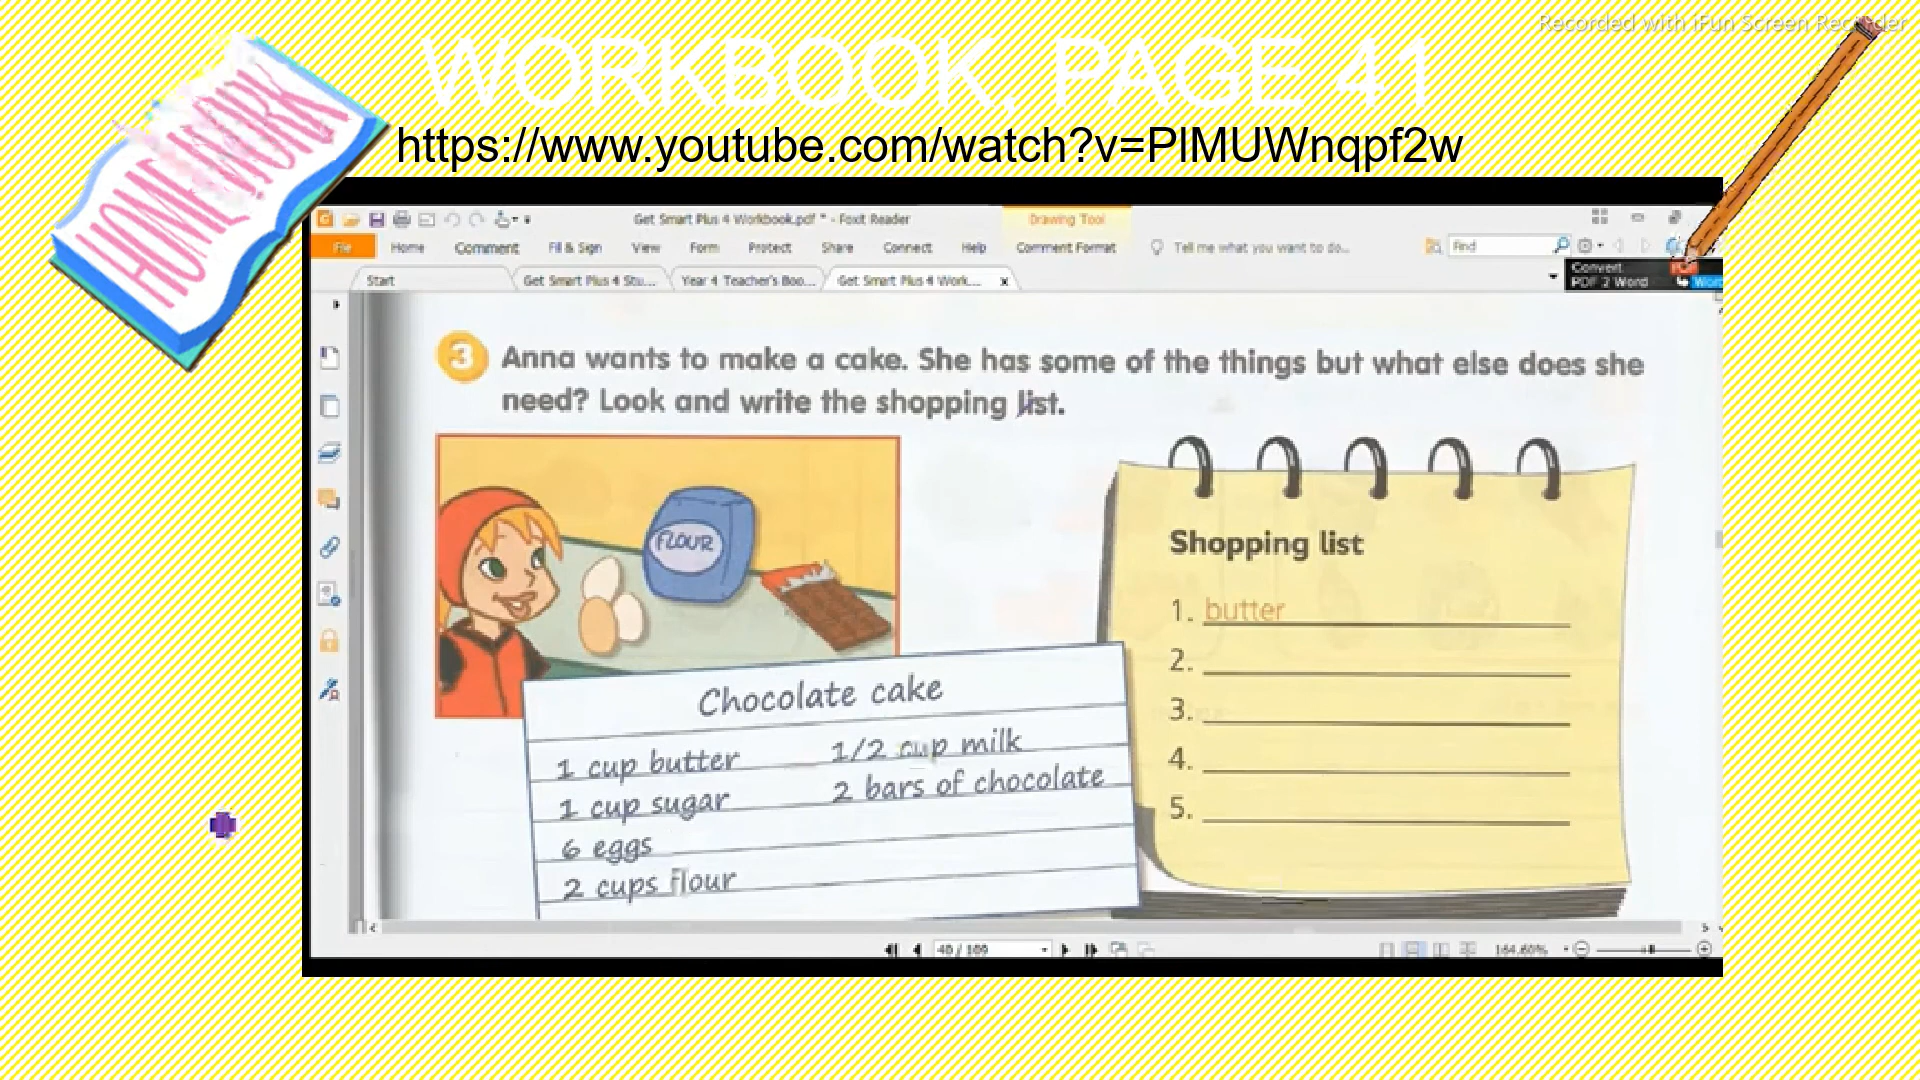 Recorded with iFun Screen Recorder
WORKBOOK, PAGE 41
https://www.youtube.com/watch?v=PlMUWnqpf2w
HOME WORK
Get Smart Plus 4 Workbook.pdf * - Foxit Reader
Drawing Tool
File Home Comment Fill & Sign View Form Protect Share Connect Help Comment Format Tell me what you want to do... Find
Convert PDF
PDF 2 Word Word
Start Get Smart Plus 4 Stu... Year 4 Teacher's Boo... Get Smart Plus 4 Work... x
3 Anna wants to make a cake. She has some of the things but what else does she
need? Look and write the shopping list.
FLOUR
Shopping list
1. butter
2.
3.
4.
5.
Chocolate cake
1 cup butter 1/2 cup milk
1 cup sugar 2 bars of chocolate
6 eggs
2 cups flour
40 / 109
164.60%